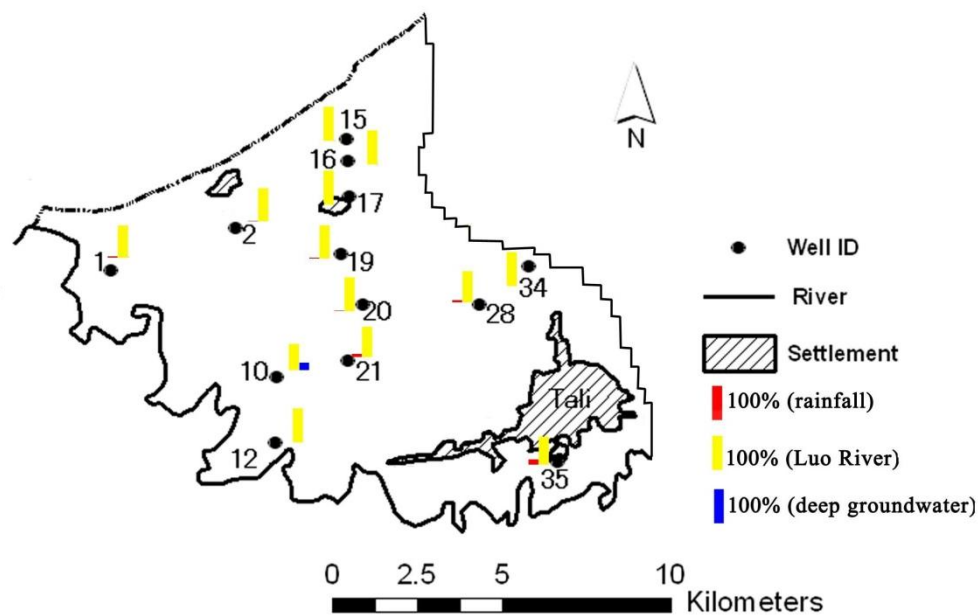 15
16
N
17
2
1
19
34
20
28
10
21
Tali
12
35
Well ID
River
Settlement
100% (rainfall)
100% (Luo River)
100% (deep groundwater)
0 2.5 5 10
Kilometers